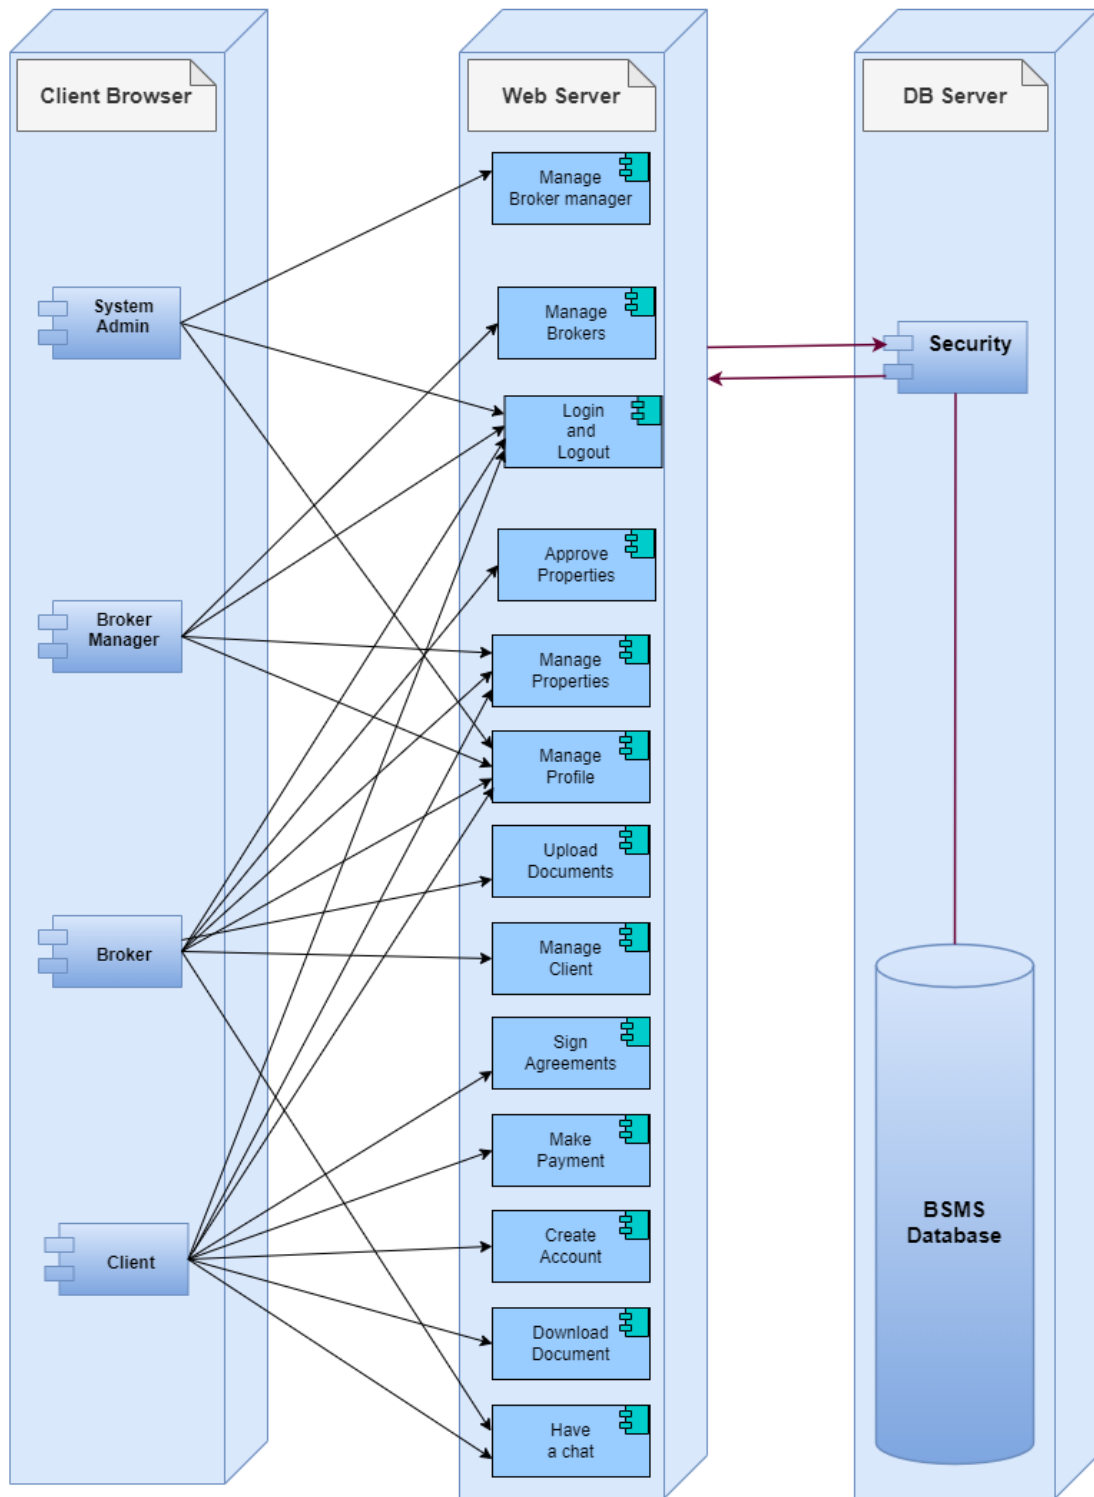 Client Browser
System
Admin
Broker
Manager
Broker
Client
Web Server
Manage
Broker manager
Manage
Brokers
Login
and
Logout
Approve
Properties
Manage
Properties
Manage
Profile
Upload
Documents
Manage
Client
Sign
Agreements
Make
Payment
Create
Account
Download
Document
Have
a chat
DB Server
Security
BSMS
Database